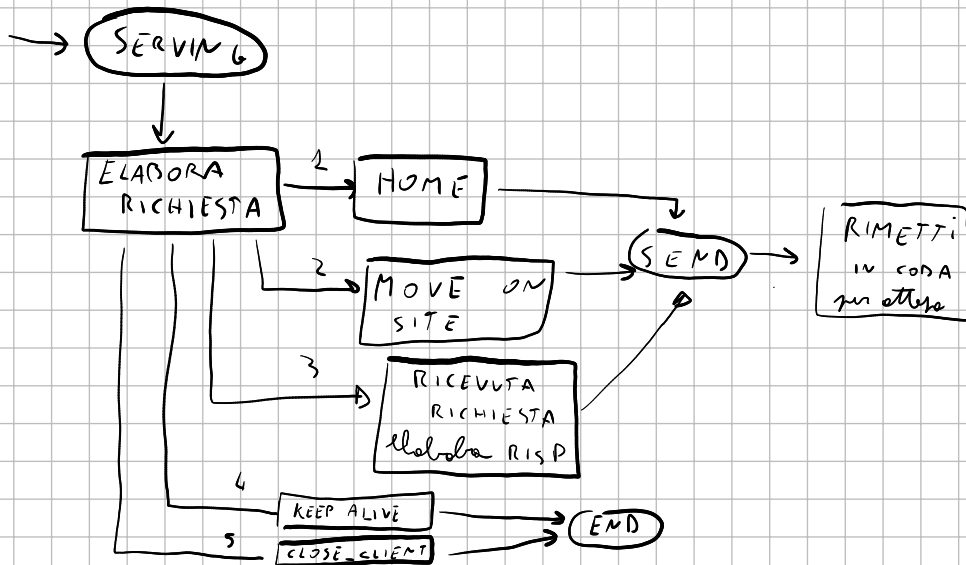 SERVING
ELABORA
RICHIESTA
1
HOME
2
MOVE ON
SITE
SEND
RIMETTI
IN CODA
per attesa
3
RICEVUTA
RICHIESTA
RISP
4
KEEP ALIVE
END
5
CLOSE_CLIENT